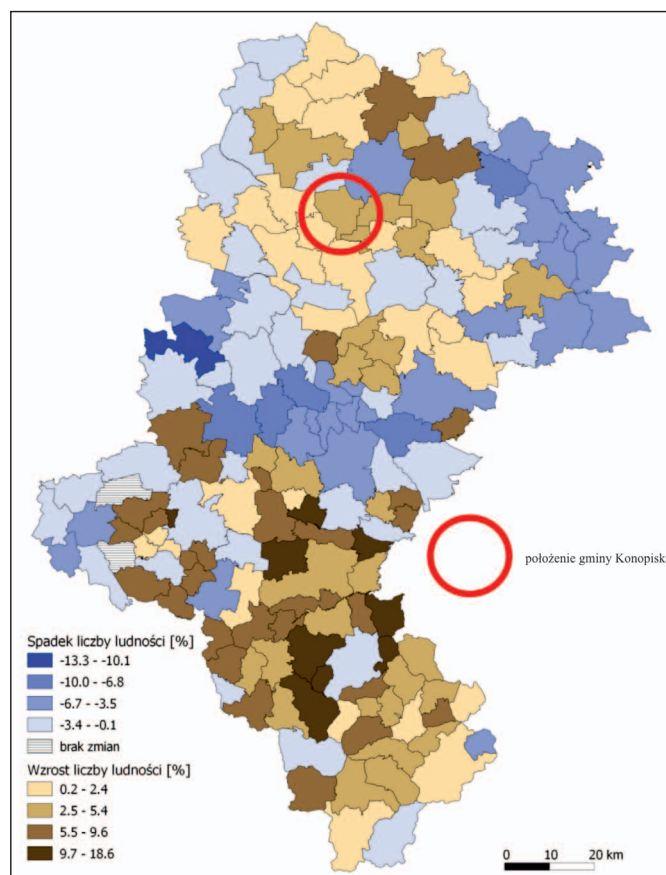 położenie gminy Konopisk
Spadek liczby ludności [%]
-13.3 - -10.1
-10.0 - -6.8
-6.7 - -3.5
-3.4 - -0.1
brak zmian
Wzrost liczby ludności [%]
0.2 - 2.4
2.5 - 5.4
5.5 - 9.6
9.7 - 18.6
0 10 20 km